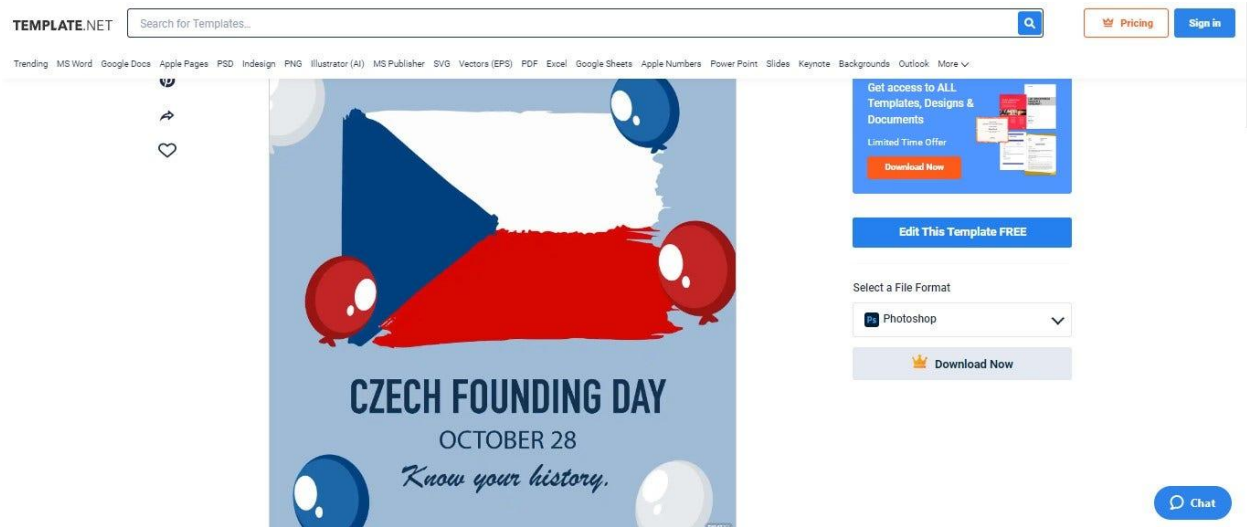 TEMPLATE.NET
Search for Templates...
Pricing
Sign in
Trending MS Word Google Docs Apple Pages PSD Indesign PNG Illustrator (AI) MS Publisher SVG Vectors (EPS) PDF Excel Google Sheets Apple Numbers Power Point Slides Keynote Backgrounds Outlook More
CZECH FOUNDING DAY
OCTOBER 28
Know your history.
Get access to ALL
Templates, Designs &
Documents
Limited Time Offer
Download Now
Edit This Template FREE
Select a File Format
Ps Photoshop
Download Now
Chat